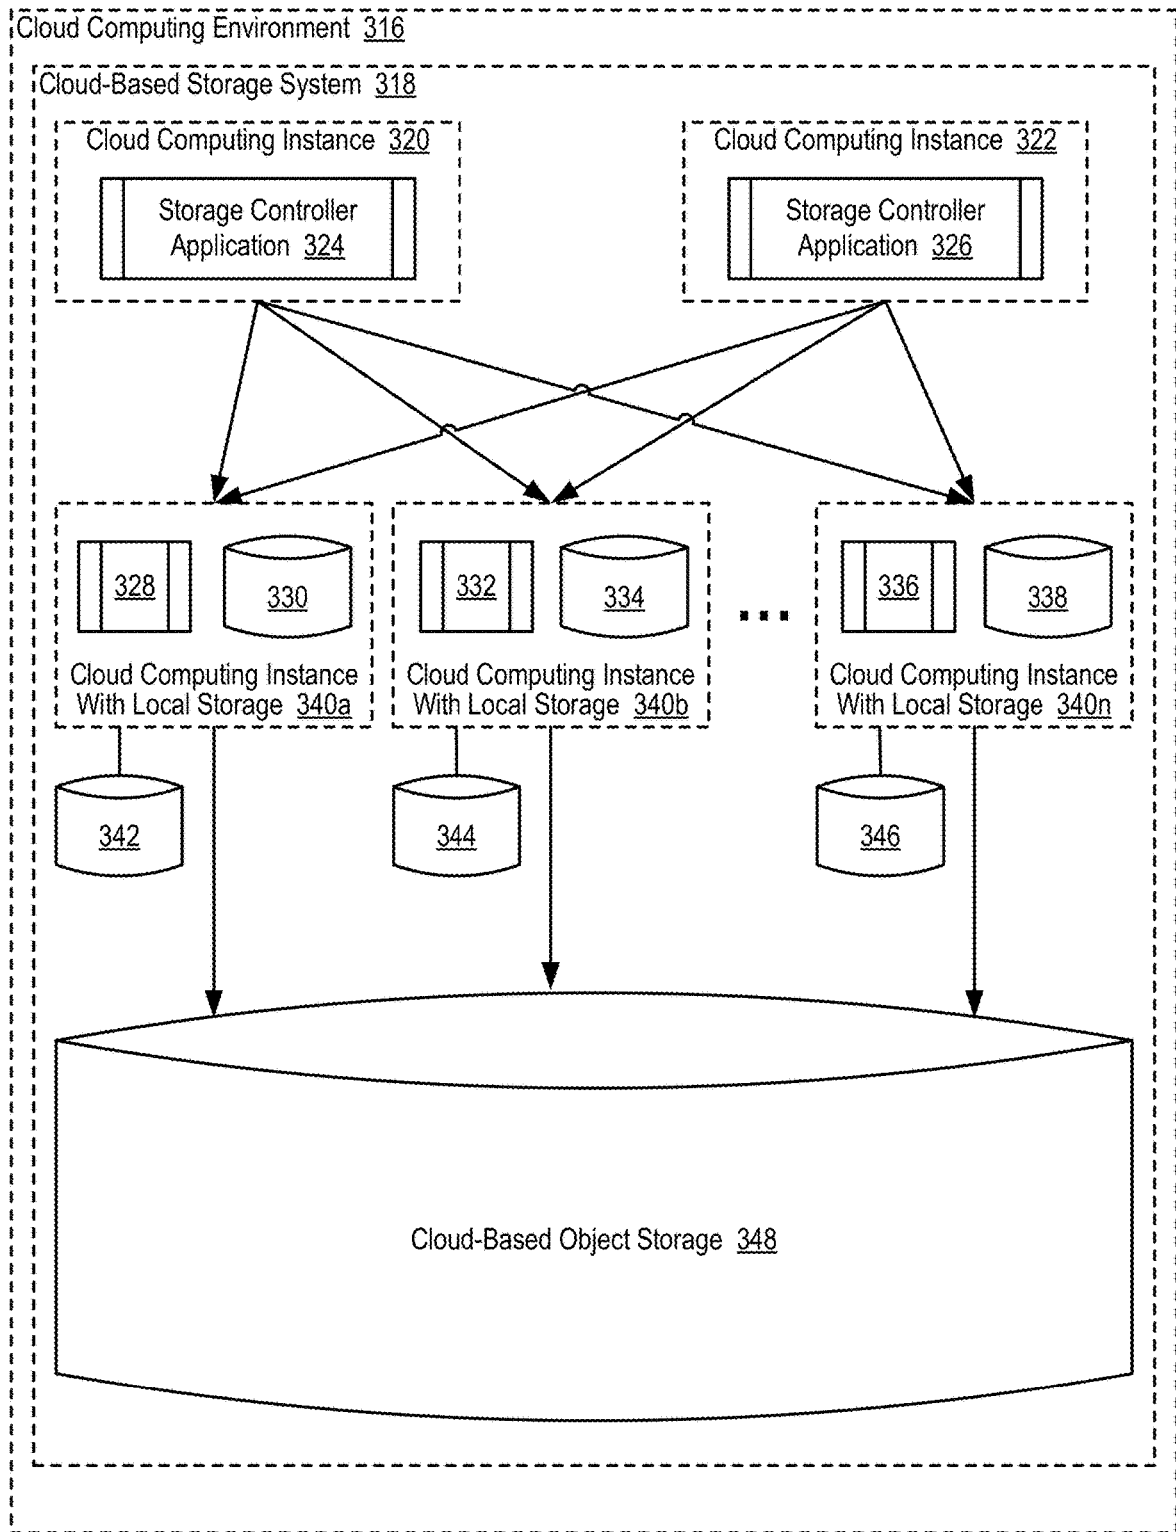 Cloud Computing Environment 316
Cloud-Based Storage System 318
Cloud Computing Instance 320
Storage Controller
Application 324
Cloud Computing Instance 322
Storage Controller
Application 326
328
330
Cloud Computing Instance
With Local Storage 340a
332
334
Cloud Computing Instance
With Local Storage 340b
336
338
Cloud Computing Instance
With Local Storage 340n
342
344
346
Cloud-Based Object Storage 348